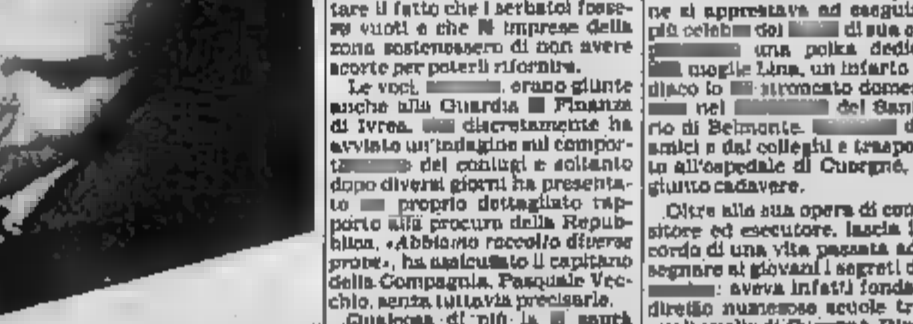 tare il fatto che i serbatoi fosse-
ro vuoti e che imprese della
zona sostenessero di non avere
scorte per poterli rifornire.
Le voci, erano giunte
anche alla Guardia Finanza
di Ivrea, discretamente ha
avviato un'indagine sul compor-
dei coniugi e soltanto
dopo diversi giorni ha presenta-
to proprio dettagliato rap-
porto alla procura della Repub-
blica. «Abbiamo raccolto diverse
prove», ha assicurato il capitano
della Compagnia, Pasquale Vec-
chio, senza tuttavia precisarle.
Qualcosa di più la
ne si apprestava ad eseguir
più celebri dei di sua
una polka dedi
moglie Lina, un infarto
diaco lo stroncato dome
nel del San
rio di Belmonte.
amici e dai colleghi e traspo
to all'ospedale di Cuorgnè,
giunto cadavere.
Oltre alla sua opera di com
sitore ed esecutore, lascia
cordo di una vita passata ad
segnare ai giovani i segreti
aveva infatti fonda
diretto numerose scuole